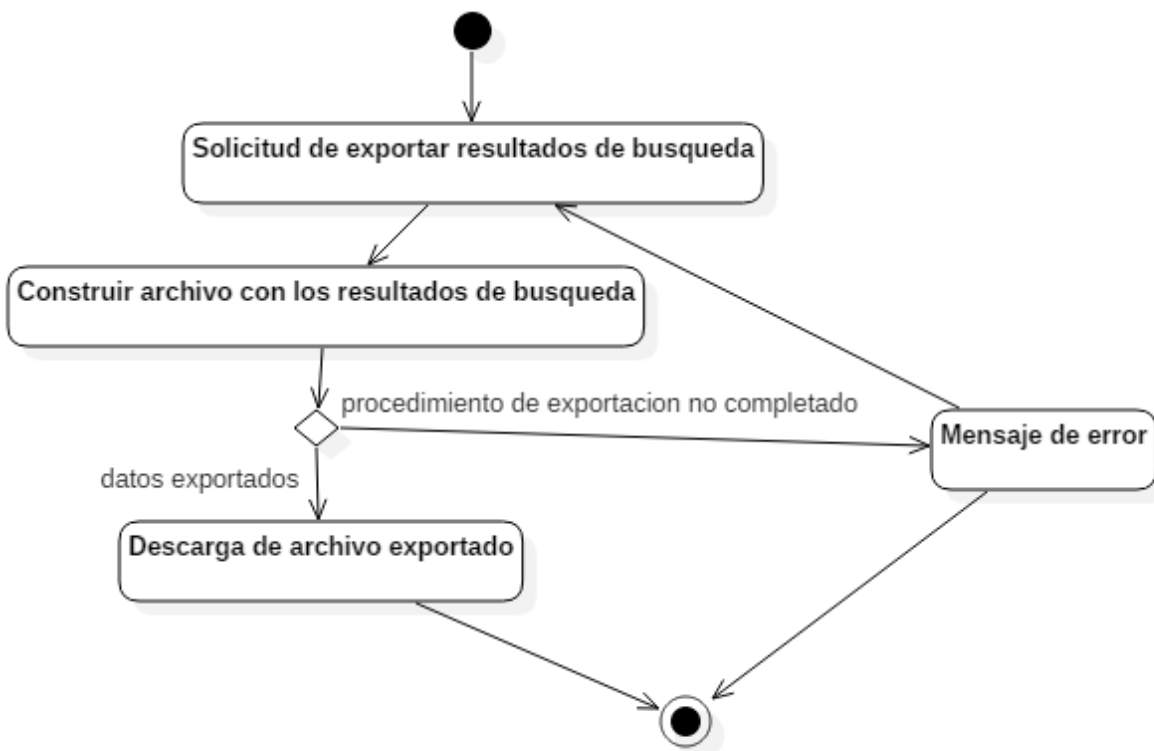 Solicitud de exportar resultados de busqueda
Construir archivo con los resultados de busqueda
procedimiento de exportacion no completado
Mensaje de error
datos exportados
Descarga de archivo exportado